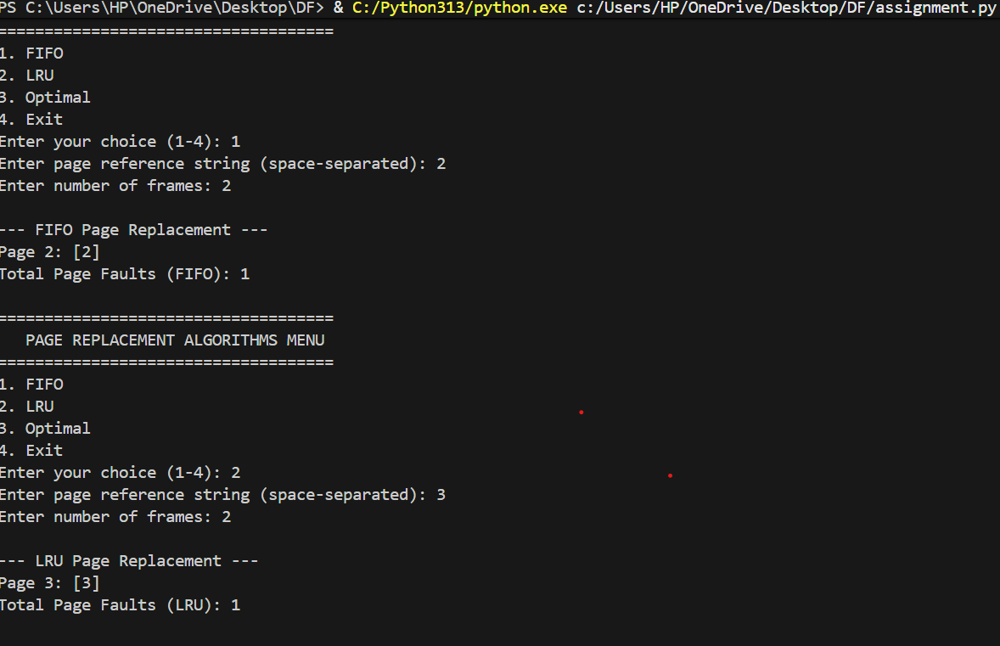 PS C:\Users\HP\OneDrive\Desktop\DF> & C:/Python313/python.exe c:/Users/HP/OneDrive/Desktop/DF/assignment.py
====================================
1. FIFO
2. LRU
3. Optimal
4. Exit
Enter your choice (1-4): 1
Enter page reference string (space-separated): 2
Enter number of frames: 2
--- FIFO Page Replacement ---
Page 2: [2]
Total Page Faults (FIFO): 1
====================================
PAGE REPLACEMENT ALGORITHMS MENU
====================================
1. FIFO
2. LRU
3. Optimal
4. Exit
Enter your choice (1-4): 2
Enter page reference string (space-separated): 3
Enter number of frames: 2
--- LRU Page Replacement ---
Page 3: [3]
Total Page Faults (LRU): 1